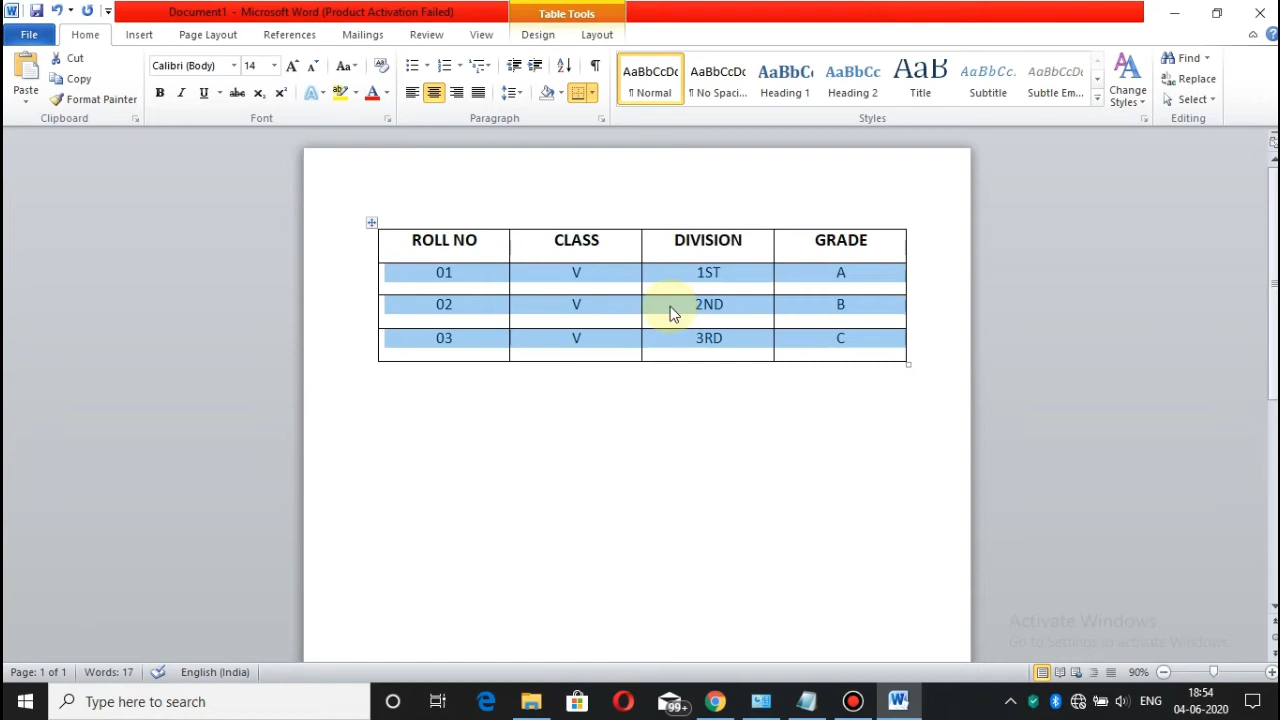 Document1 - Microsoft Word (Product Activation Failed)
Table Tools
File Home Insert Page Layout References Mailings Review View Design Layout
Paste
Cut
Copy
Format Painter
Clipboard
Calibri (Body) 14
Font
Paragraph
AaBbCcDc AaBbCcDc AaBbC( AaBbCc AaB AaBbCc. AaBbCcDc
¶ Normal ¶ No Spaci... Heading 1 Heading 2 Title Subtitle Subtle Em...
Change
Styles
Styles
Find
Replace
Select
Editing
ROLL NO CLASS DIVISION GRADE
01 V 1ST A
02 V 2ND B
03 V 3RD C
Activate Windows
Go to Settings to activate Windows.
Page: 1 of 1 Words: 17 English (India) 90%
Type here to search
99+
ENG
18:54
04-06-2020